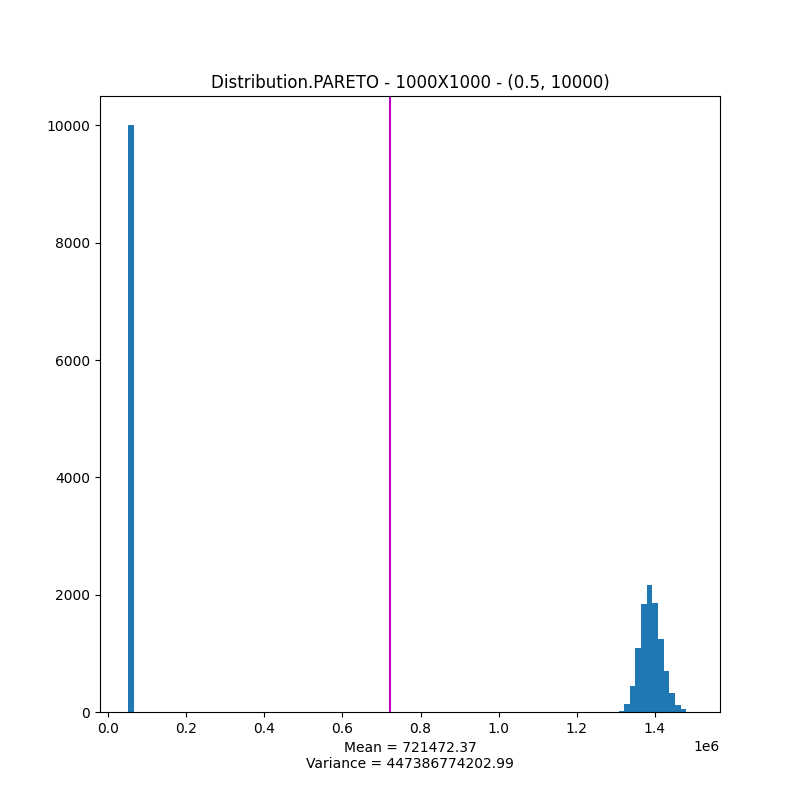 Distribution.PARETO - 1000X1000 - (0.5, 10000)
10000
8000
6000
4000
2000
0
0.0 0.2 0.4 0.6 0.8 1.0 1.2 1.4
1e6
Mean = 721472.37
Variance = 447386774202.99